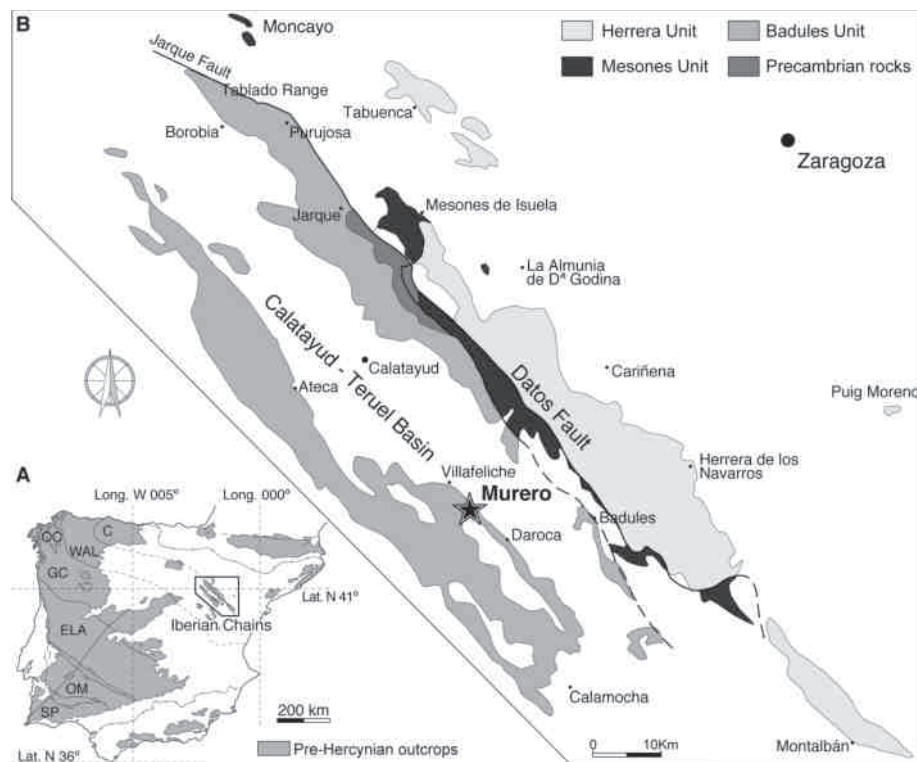 B
Moncayo
Herrera Unit
Badules Unit
Mesones Unit
Precambrian rocks
Jarque Fault
Tablado Range
Tabuenca
Borobia
Purujosa
Zaragoza
Jarque
Mesones de Isuela
La Almunia
de Dª Godina
Calatayud - Teruel Basin
Calatayud
Datos Fault
Cariñena
Ateca
Puig Moreno
Villafeliche
Herrera de los
Navarros
A
Murero
Long. W 005º
Long. 000º
Badules
Daroca
C
WAL
GC
Lat. N 41º
Iberian Chains
ELA
OM
Calamocha
SP
200 km
0
10Km
Montalbán
Lat. N 36º
Pre-Hercynian outcrops